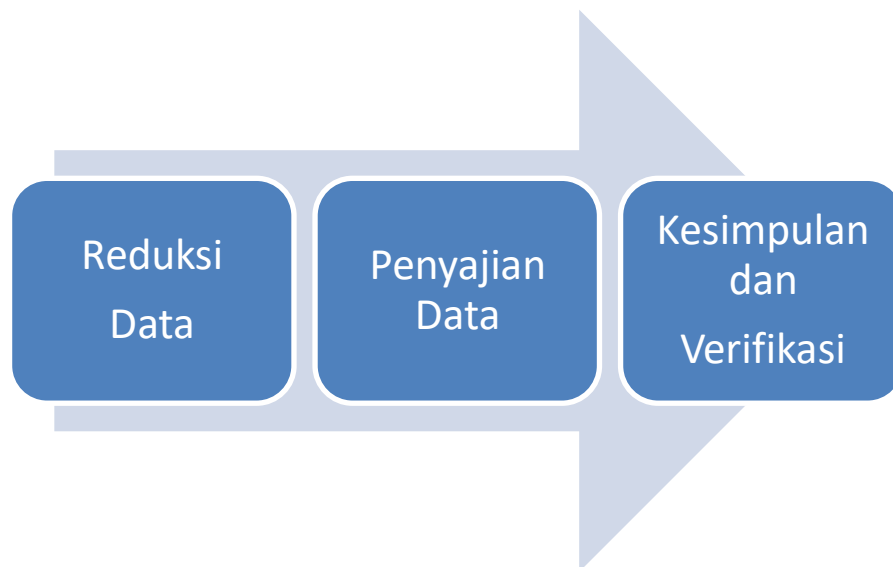 Reduksi
Data
Penyajian
Data
Kesimpulan
dan
Verifikasi